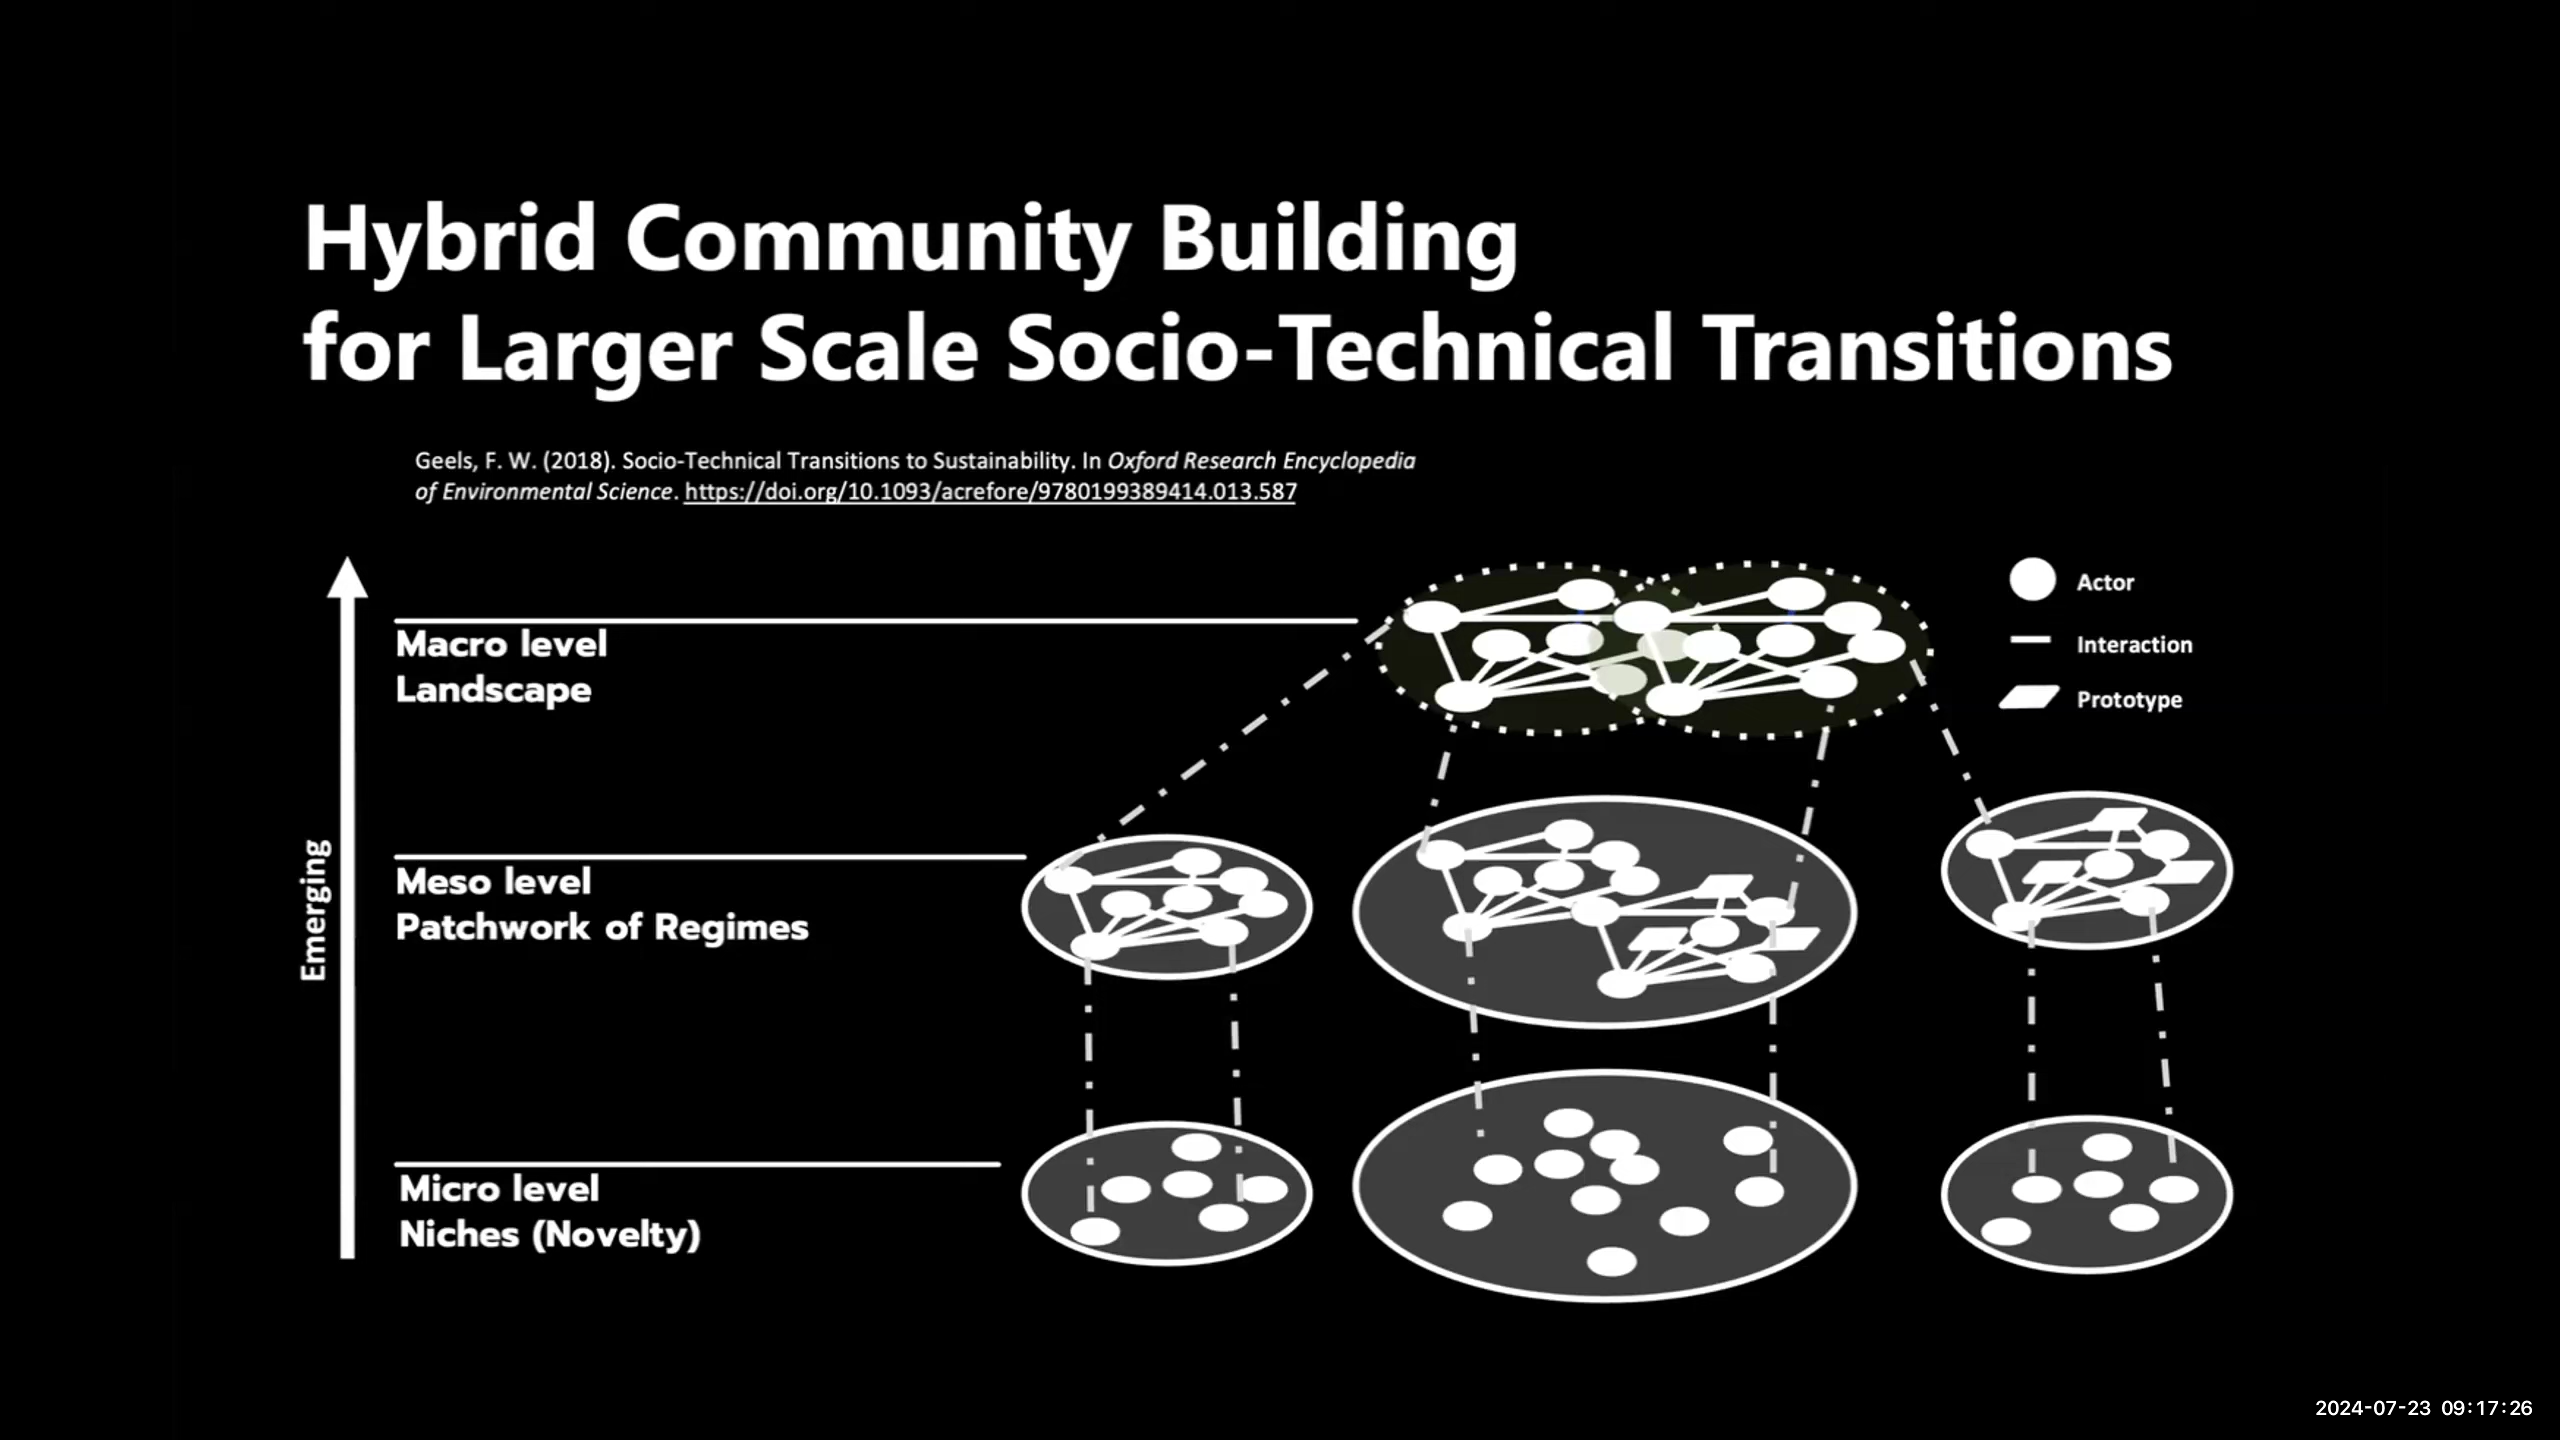 Hybrid Community Building
for Larger Scale Socio-Technical Transitions
Geels, F. W. (2018). Socio-Technical Transitions to Sustainability. In Oxford Research Encyclopedia
of Environmental Science. https://doi.org/10.1093/acrefore/9780199389414.013.587
Actor
Interaction
Prototype
Macro level
Landscape
Emerging
Meso level
Patchwork of Regimes
Micro level
Niches (Novelty)
2024-07-23 09:17:26